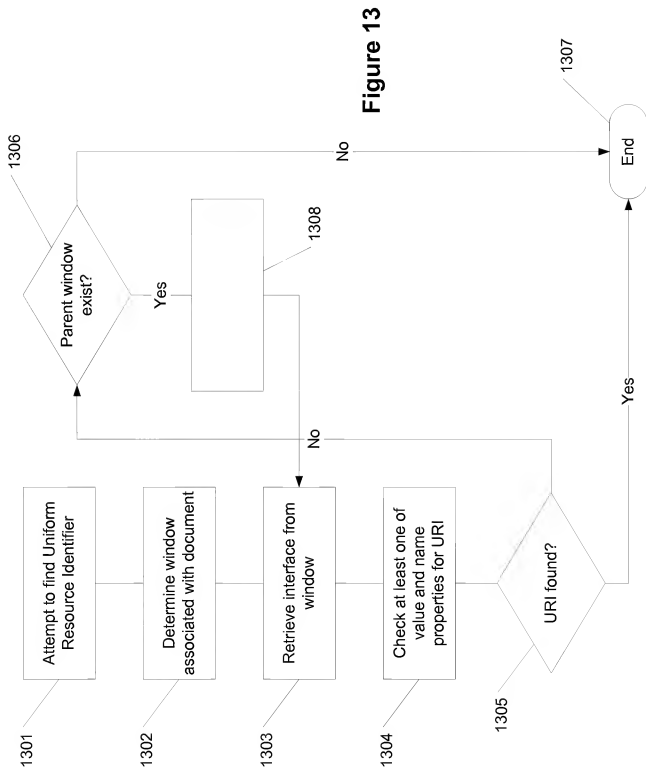 1301
Attempt to find Uniform
Resource Identifier
1302
Determine window
associated with document
1303
Retrieve interface from
window
1304
Check at least one of
value and name
properties for URI
1305
URI found?
No
Yes
1306
Parent window
exist?
Yes
No
1308
1307
End
Figure 13